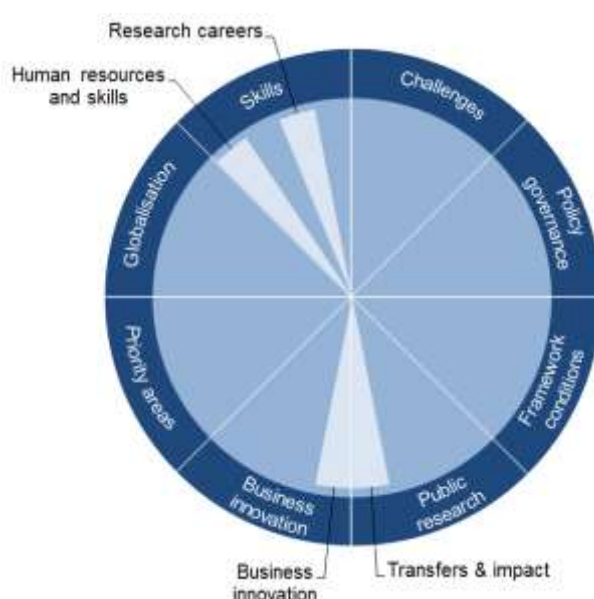 Research careers
Human resources
and skills
Skills
Challenges
Globalisation
Policy
governance
Priority areas
Framework
conditions
Business
innovation
Public
research
Business
innovation
Transfers & impact